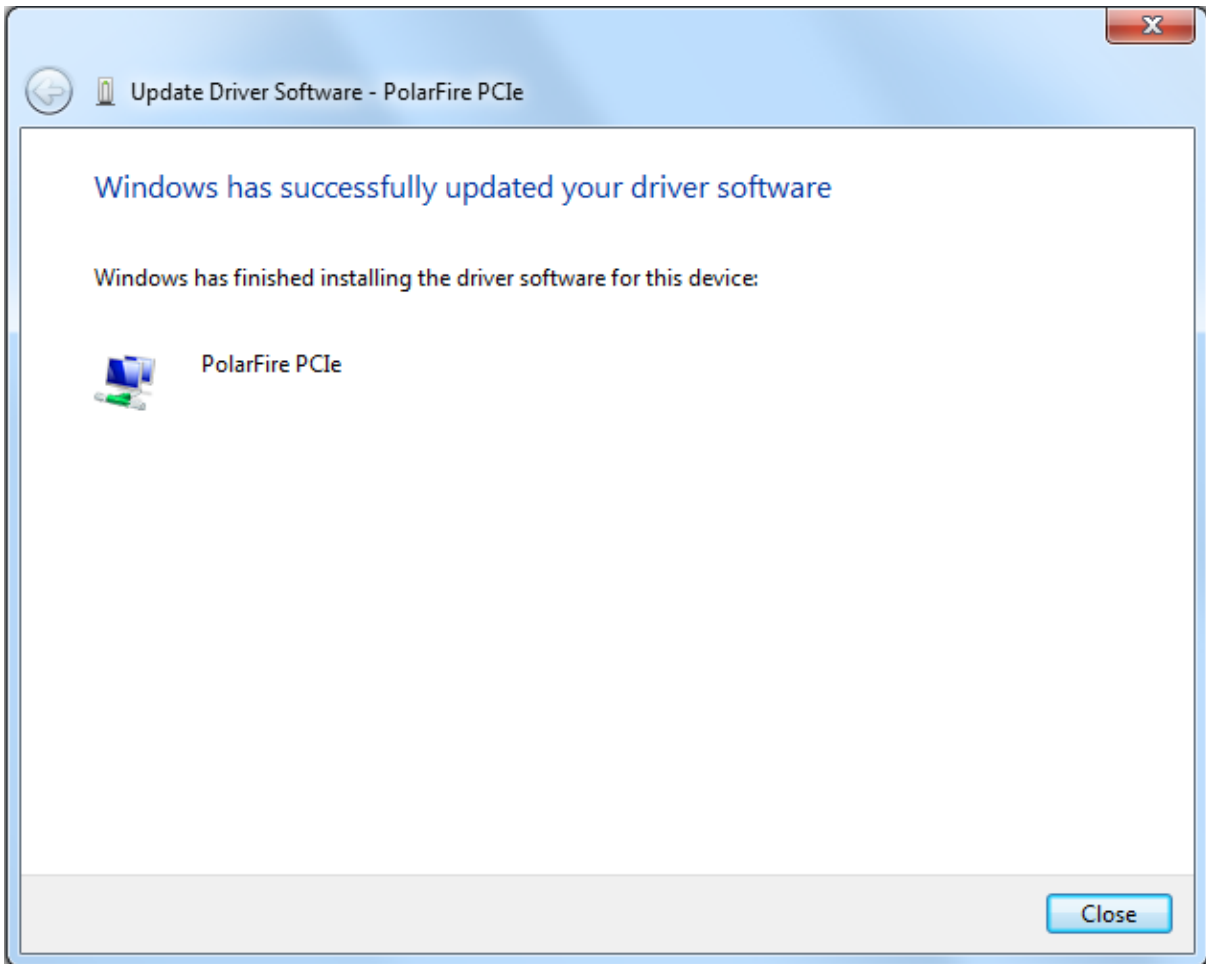 Update Driver Software - PolarFire PCIe
Windows has successfully updated your driver software
Windows has finished installing the driver software for this device:
PolarFire PCIe
Close